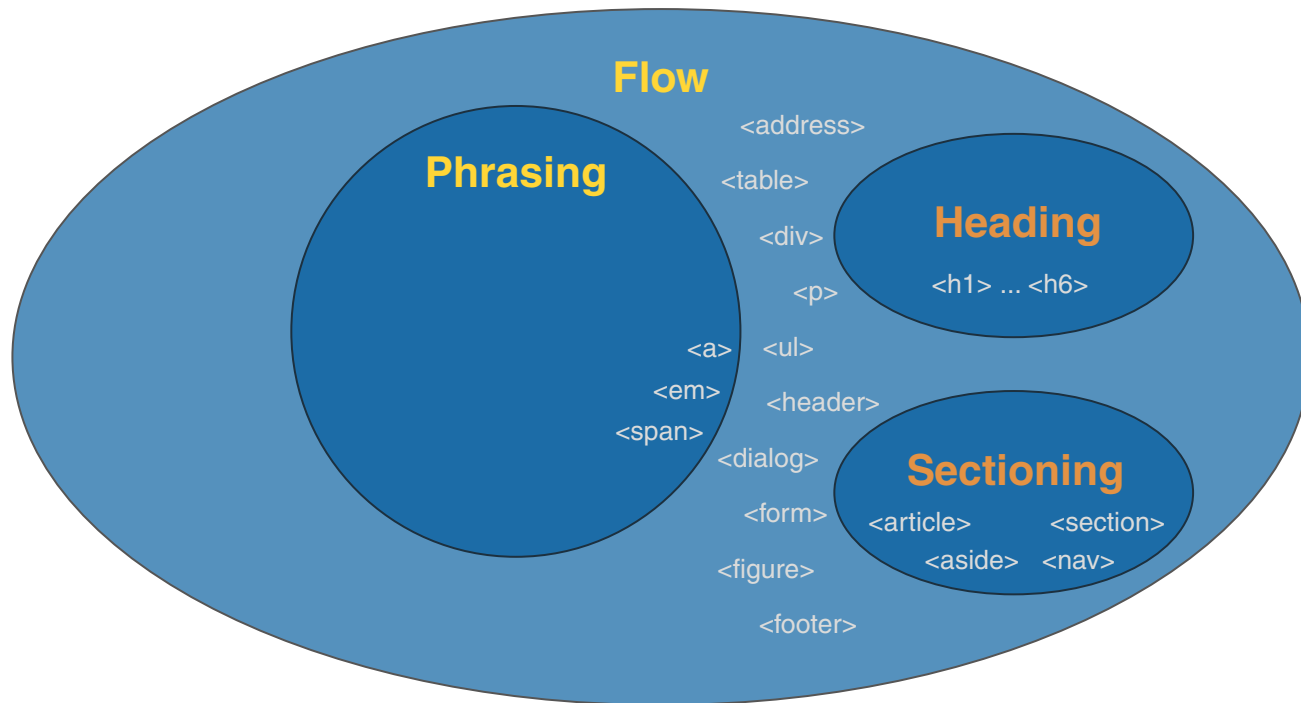 Flow
Phrasing
<a>
<em>
<span>
<address>
<table>
<div>
<p>
<ul>
<header>
<dialog>
<form>
<figure>
<footer>
Heading
<h1> ... <h6>
Sectioning
<article> <section>
<aside> <nav>